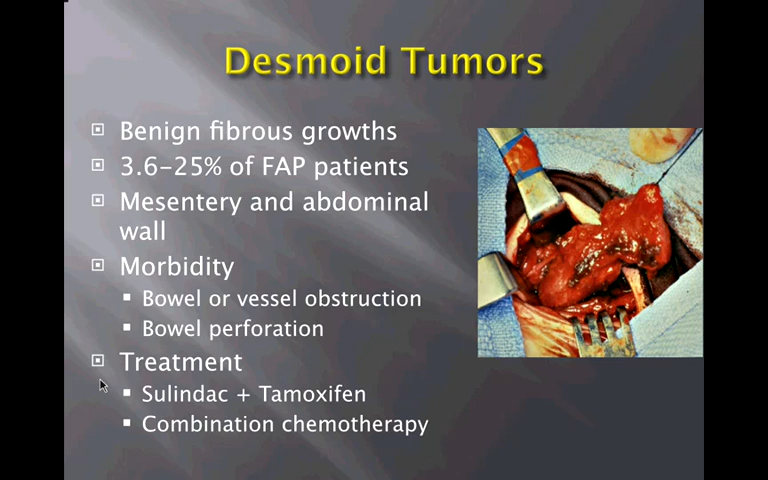 Desmoid Tumors
Benign fibrous growths
3.6-25% of FAP patients
Mesentery and abdominal
wall
Morbidity
Bowel or vessel obstruction
Bowel perforation
Treatment
Sulindac + Tamoxifen
Combination chemotherapy